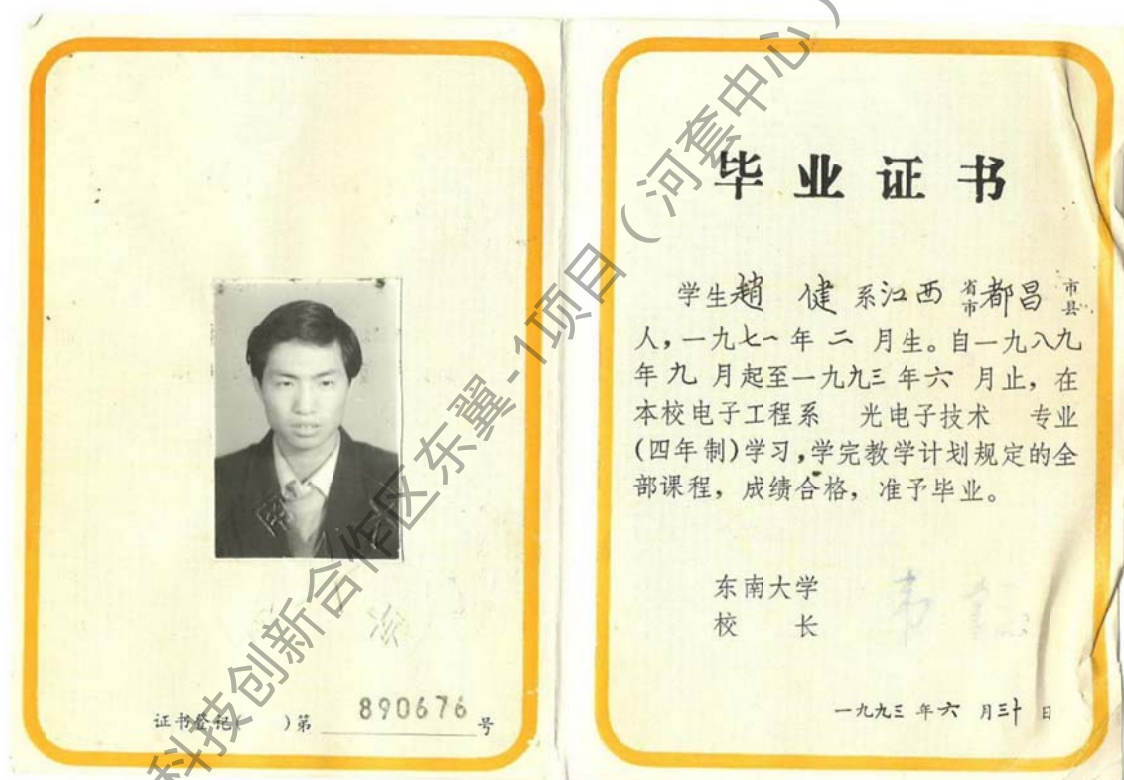 证书登记(　　)第 890676 号
毕业证书
学生趙 健 系江西 省市 都昌 市县
人，一九七一年 二 月生。自一九八九
年九 月起至一九九三年六 月止，在
本校电子工程系 光电子技术 专业
(四年制)学习，学完教学计划规定的全
部课程，成绩合格，准予毕业。
东南大学
校 长
一九九三年六 月三十日
科技创新合作区东翼-1项目（河套中心）